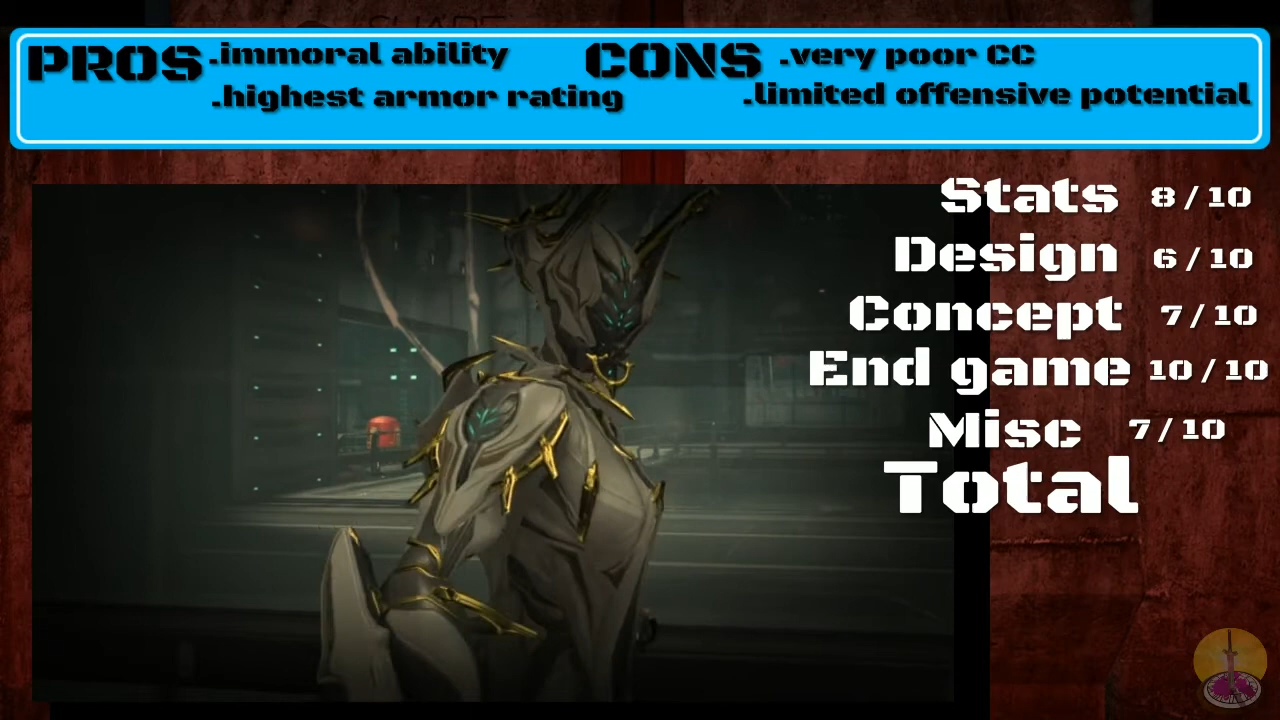 SHADE
PROS .immoral ability
.highest armor rating
CONS .very poor CC
.limited offensive potential
Stats 8 / 10
Design 6 / 10
Concept 7 / 10
End game 10 / 10
Misc 7 / 10
Total